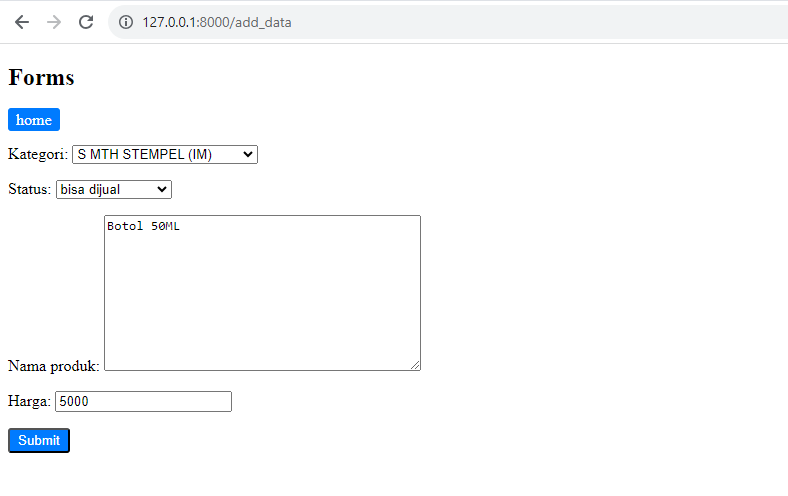 127.0.0.1:8000/add_data
Forms
home
Kategori: S MTH STEMPEL (IM)
Status: bisa dijual
Botol 50ML
Nama produk:
Harga: 5000
Submit